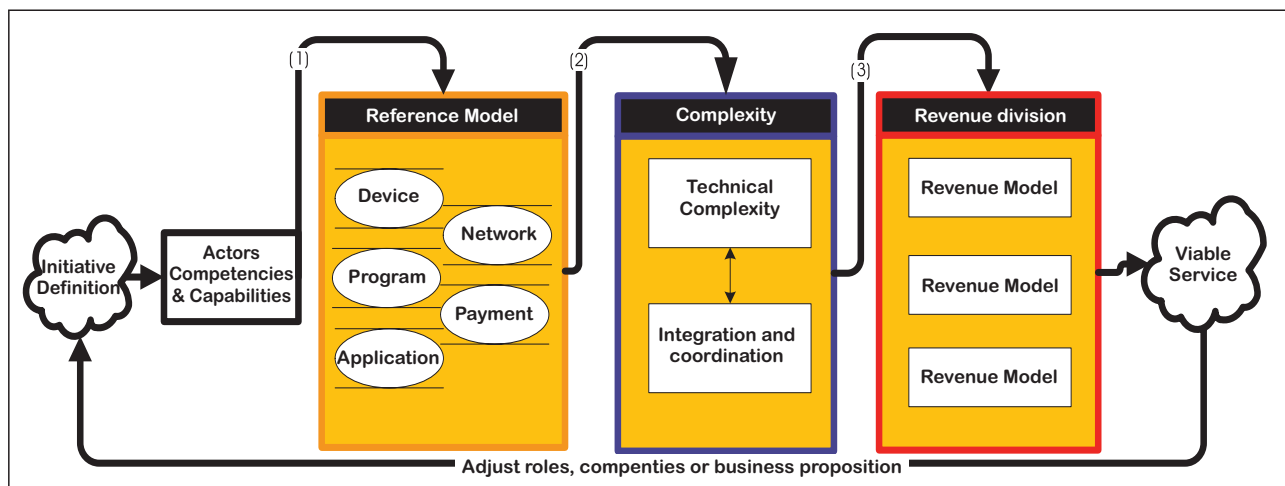 (1)
(2)
(3)
Reference Model
Complexity
Revenue division
Device
Network
Program
Payment
Application
Technical
Complexity
Integration and
coordination
Revenue Model
Revenue Model
Revenue Model
Initiative
Definition
Actors
Competencies
& Capabilities
Viable
Service
Adjust roles, compenties or business proposition